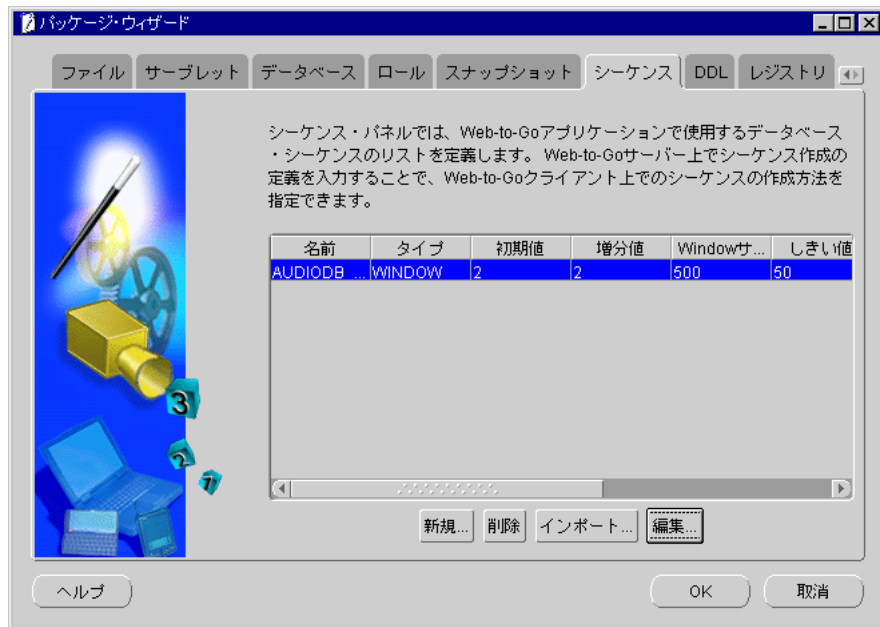 パッケージ・ウィザード
ファイル サーブレット データベース ロール スナップショット シーケンス DDL レジストリ
シーケンス・パネルでは、Web-to-Goアプリケーションで使用するデータベース
・シーケンスのリストを定義します。Web-to-Goサーバー上でシーケンス作成の
定義を入力することで、Web-to-Goクライアント上でのシーケンスの作成方法を
指定できます。
名前 タイプ 初期値 増分値 Windowサ... しきい値
AUDIODB ... WINDOW 2 2 500 50
3
2
1
新規... 削除 インポート... 編集...
ヘルプ OK 取消